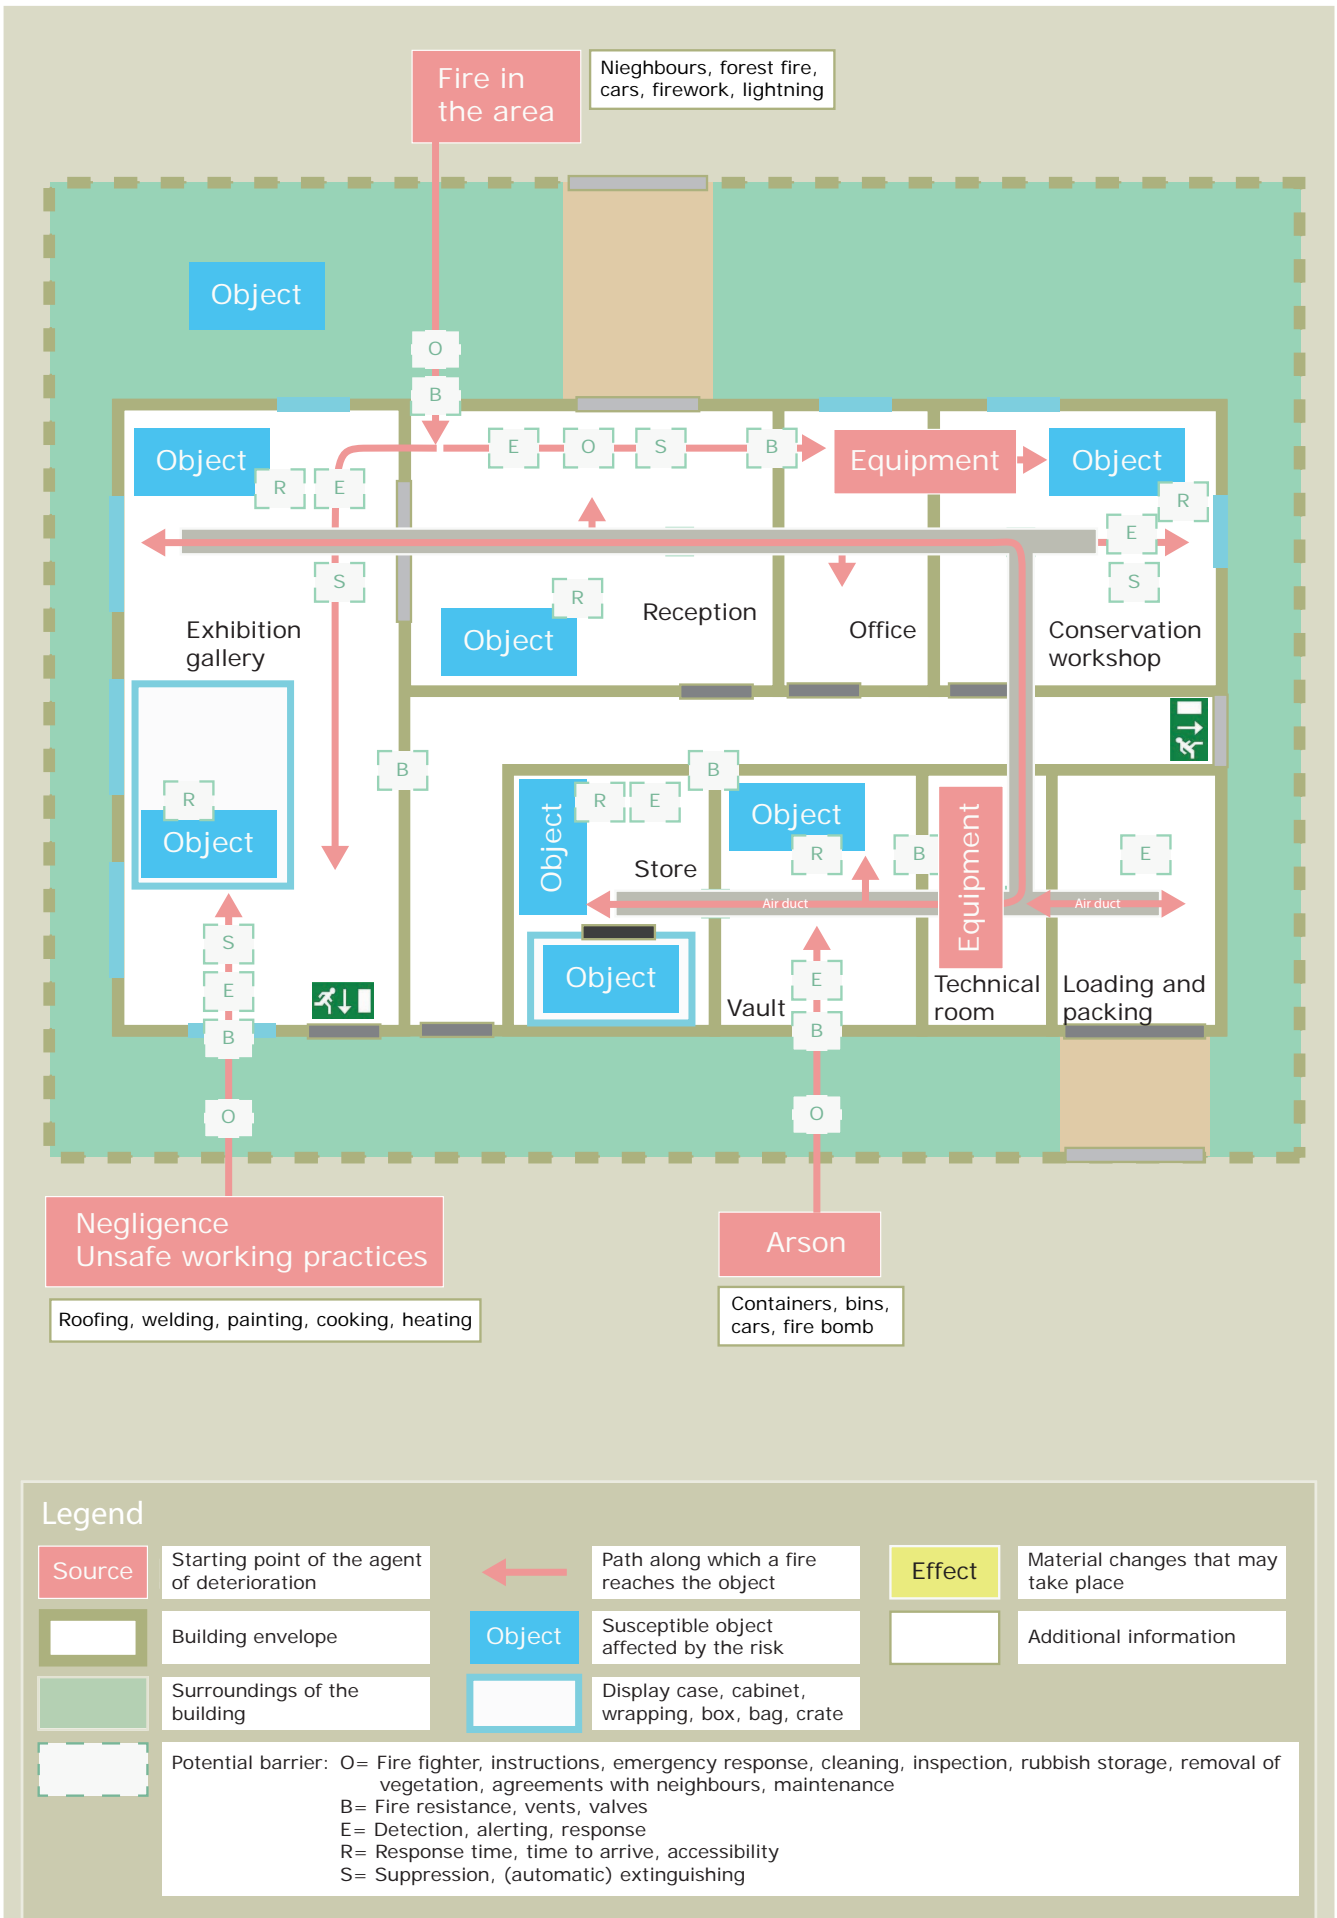 Fire in
the area
Nieghbours, forest fire,
cars, firework, lightning
Object
O
B
Object
R
E
E
O
S
B
Equipment
Object
R
E
S
S
R
Object
Reception
Office
Exhibition
gallery
Conservation
workshop
B
B
R
Object
Object
R
E
Store
Object
R
B
Equipment
E
Air duct
Air duct
S
E
B
O
Object
Vault
E
B
O
Technical
room
Loading and
packing
Negligence
Unsafe working practices
Roofing, welding, painting, cooking, heating
Arson
Containers, bins,
cars, fire bomb
Legend
Source
Starting point of the agent
of deterioration
Path along which a fire
reaches the object
Effect
Material changes that may
take place
Building envelope
Object
Susceptible object
affected by the risk
Additional information
Surroundings of the
building
Display case, cabinet,
wrapping, box, bag, crate
Potential barrier: O= Fire fighter, instructions, emergency response, cleaning, inspection, rubbish storage, removal of
vegetation, agreements with neighbours, maintenance
B= Fire resistance, vents, valves
E= Detection, alerting, response
R= Response time, time to arrive, accessibility
S= Suppression, (automatic) extinguishing